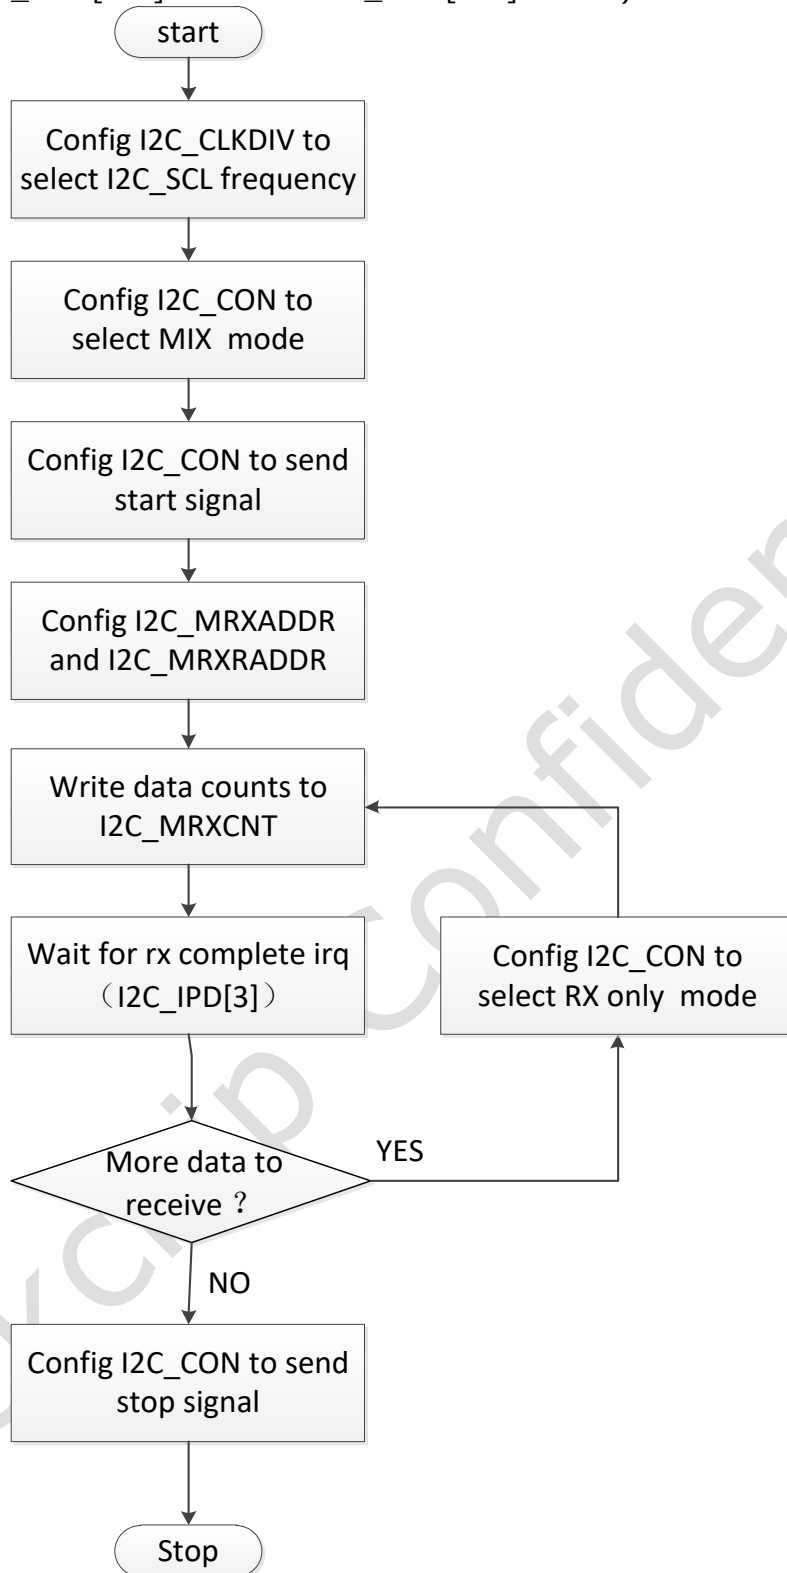 start
Config I2C_CLKDIV to
select I2C_SCL frequency
Config I2C_CON to
select MIX mode
Config I2C_CON to send
start signal
Config I2C_MRXADDR
and I2C_MRXRADDR
Write data counts to
I2C_MRXCNT
Wait for rx complete irq
（I2C_IPD[3]）
Config I2C_CON to
select RX only mode
More data to
receive ？
YES
NO
Config I2C_CON to send
stop signal
Stop